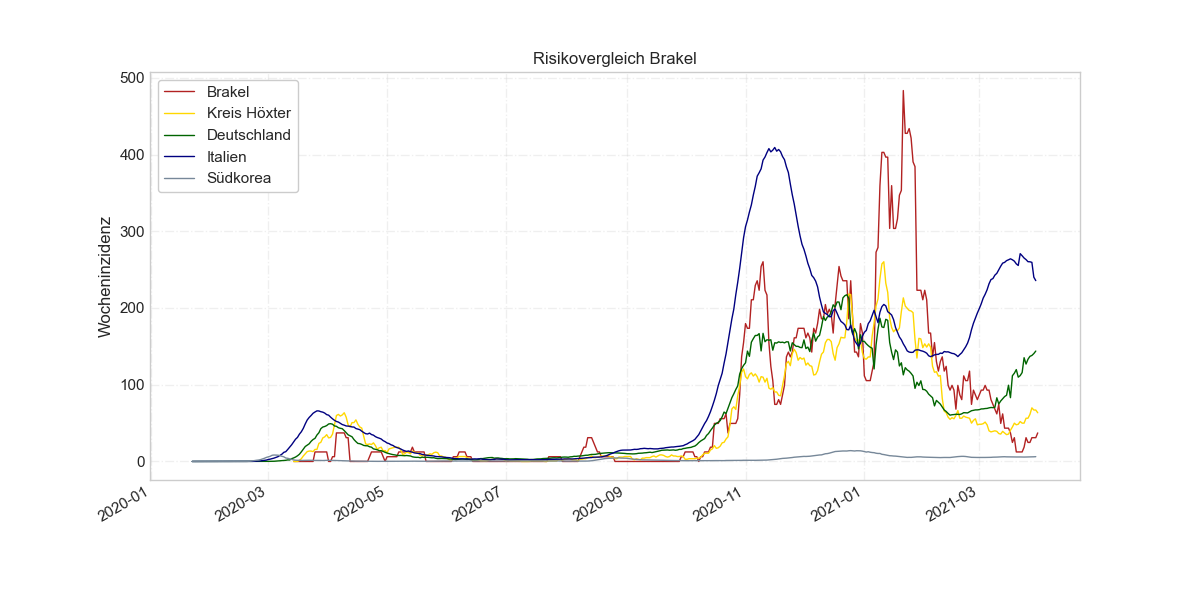 Risikovergleich Brakel
Wocheninzidenz
500
400
300
200
100
0
Brakel
Kreis Höxter
Deutschland
Italien
Südkorea
2020-01
2020-03
2020-05
2020-07
2020-09
2020-11
2021-01
2021-03